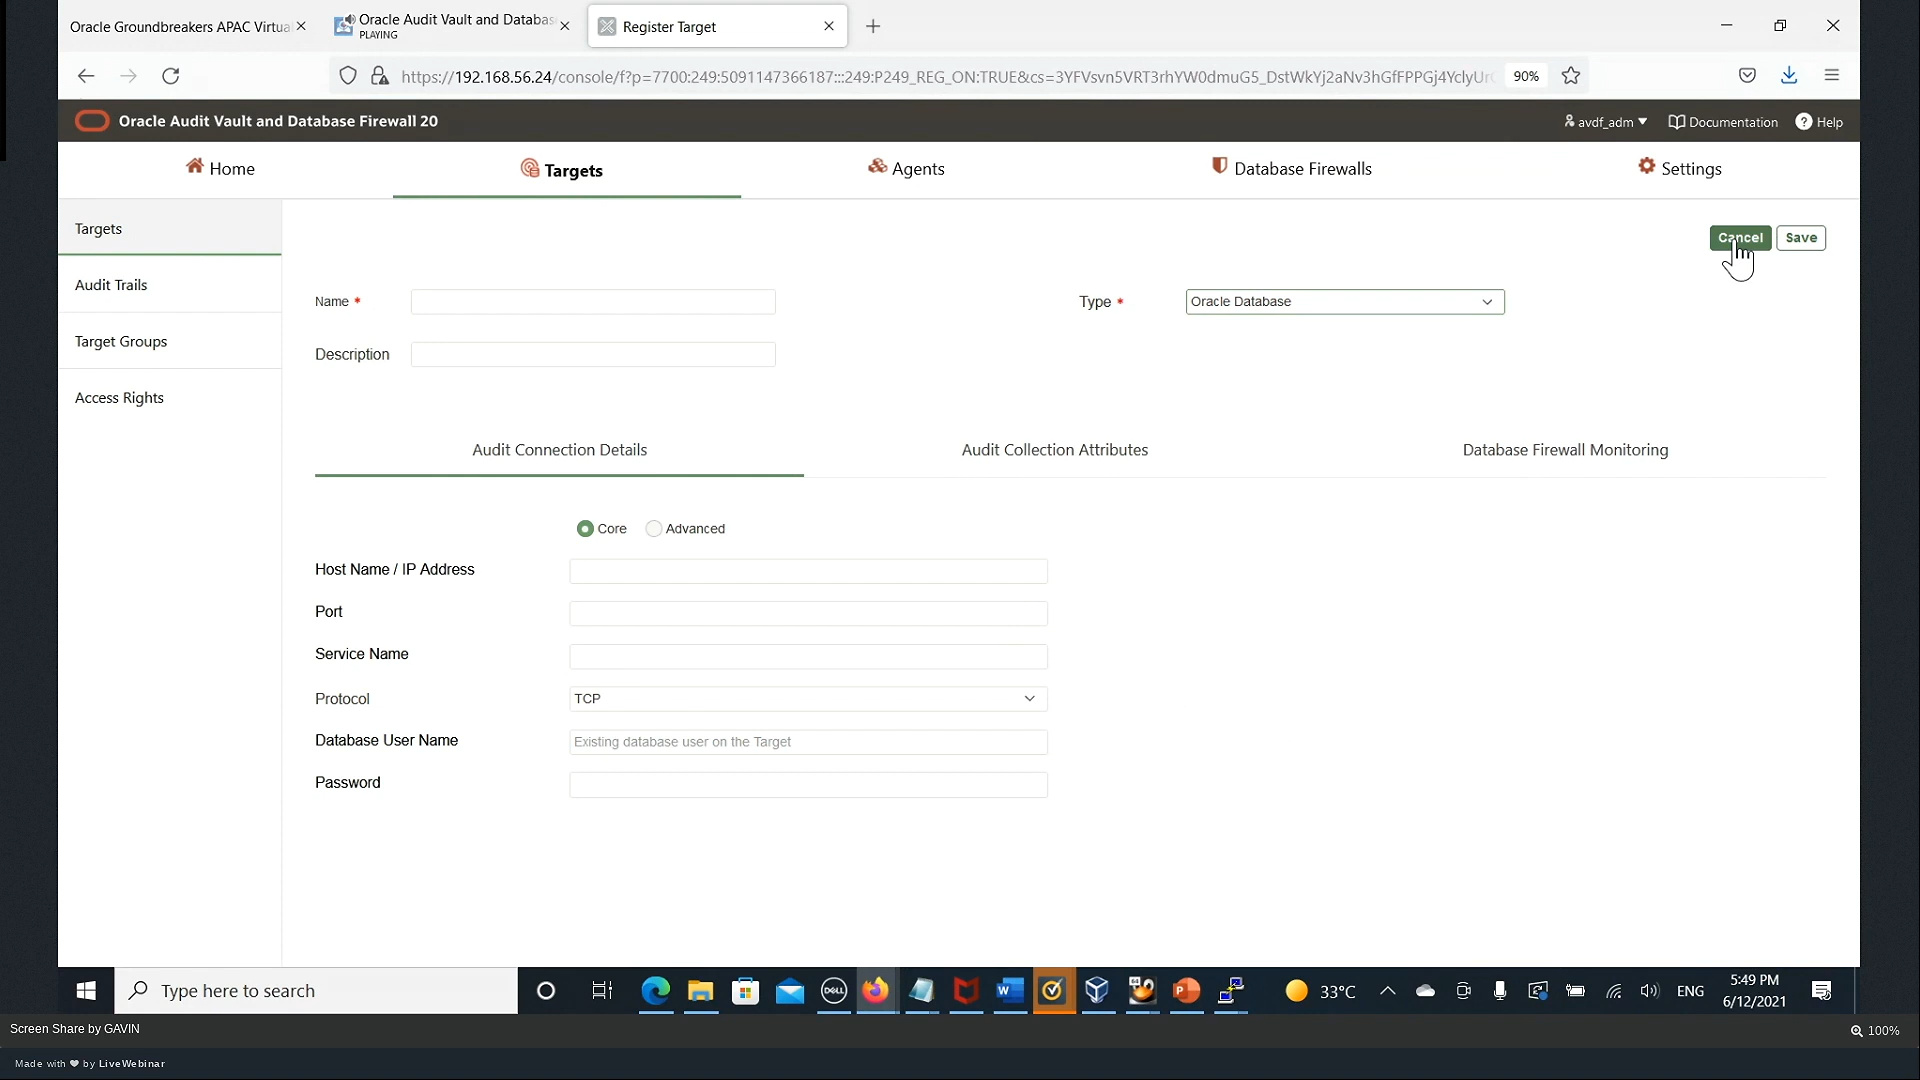 Oracle Groundbreakers APAC Virtua
Oracle Audit Vault and Databas
PLAYING
Register Target
https://192.168.56.24/console/f?p=7700:249:5091147366187:::249:P249_REG_ON:TRUE&cs=3YFVsvn5VRT3rhYW0dmuG5_DstWkYj2aNv3hGfFPPGj4YclyUr
90%
Oracle Audit Vault and Database Firewall 20
avdf_adm
Documentation
? Help
Home
Targets
Agents
Database Firewalls
Settings
Targets
Audit Trails
Target Groups
Access Rights
Cancel
Save
Name *
Type *
Oracle Database
Description
Audit Connection Details
Audit Collection Attributes
Database Firewall Monitoring
Core
Advanced
Host Name / IP Address
Port
Service Name
Protocol
TCP
Database User Name
Existing database user on the Target
Password
Type here to search
DELL
W
P
33°C
ENG
5:49 PM
6/12/2021
Screen Share by GAVIN
100%
Made with ❤ by LiveWebinar